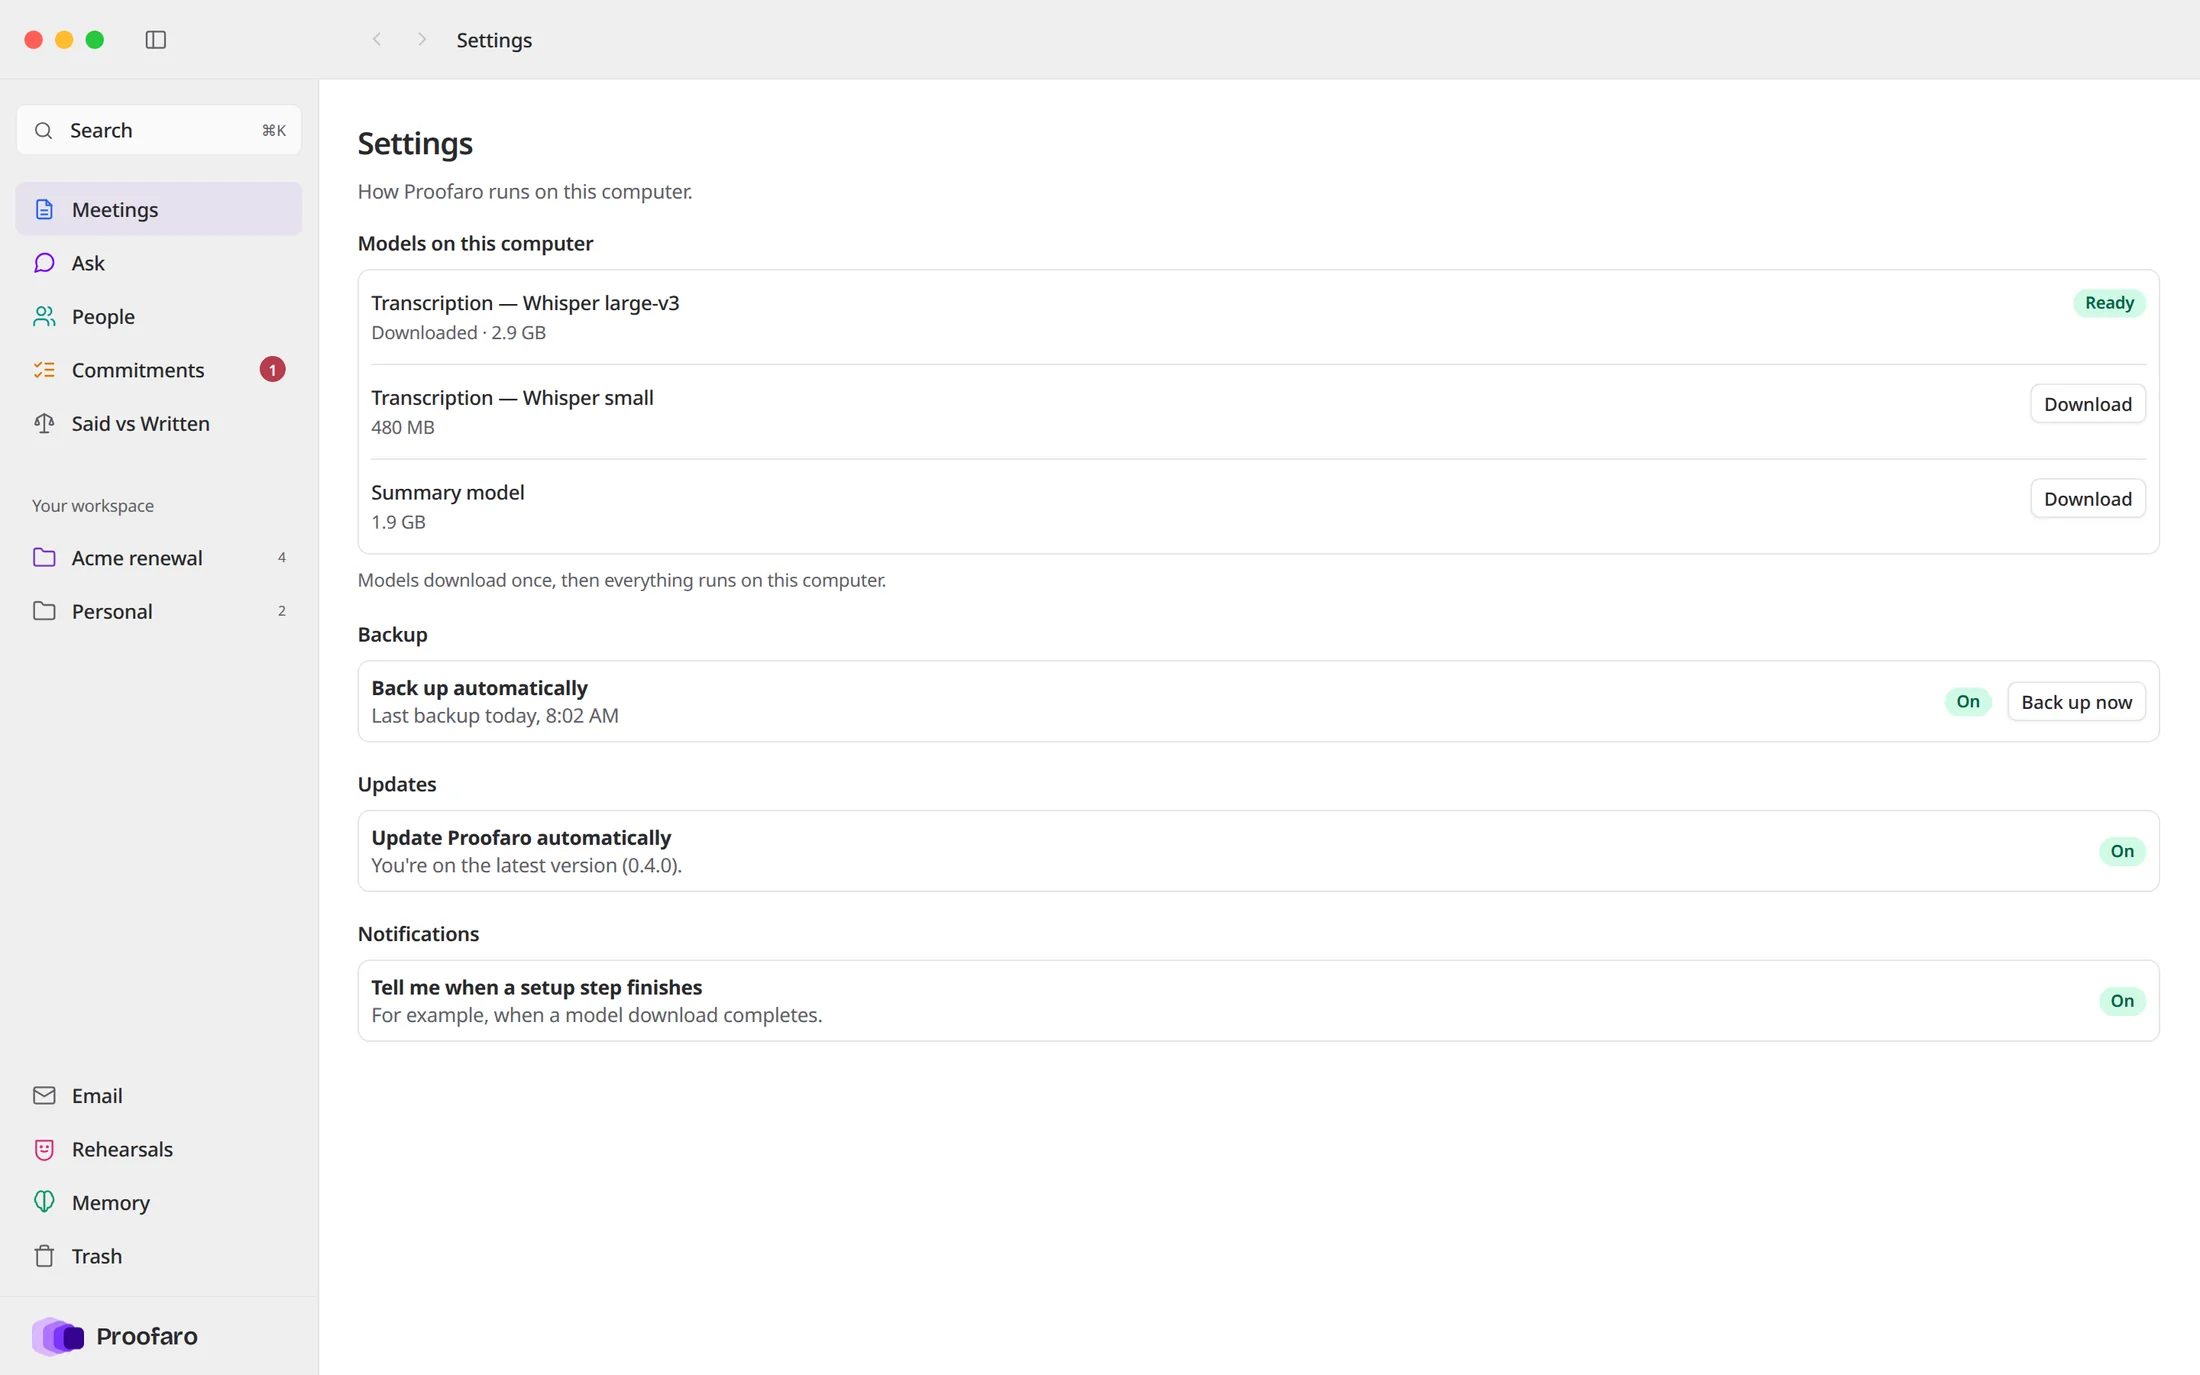 Settings
Search ⌘K
Meetings
Ask
People
Commitments 1
Said vs Written
Your workspace
Acme renewal 4
Personal 2
Email
Rehearsals
Memory
Trash
Proofaro
Settings
How Proofaro runs on this computer.
Models on this computer
Transcription — Whisper large-v3 Ready
Downloaded · 2.9 GB
Transcription — Whisper small Download
480 MB
Summary model Download
1.9 GB
Models download once, then everything runs on this computer.
Backup
Back up automatically On Back up now
Last backup today, 8:02 AM
Updates
Update Proofaro automatically On
You're on the latest version (0.4.0).
Notifications
Tell me when a setup step finishes On
For example, when a model download completes.